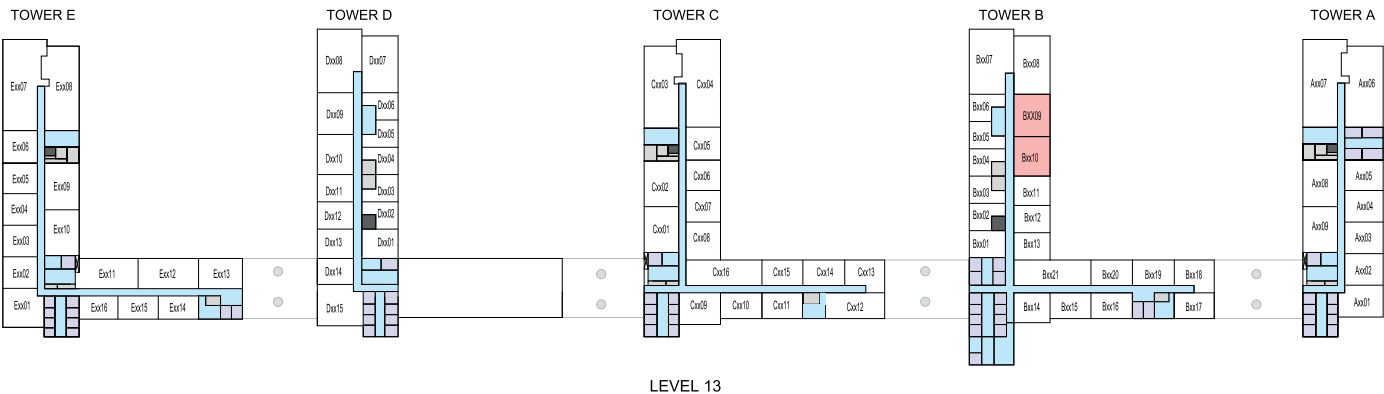 TOWER E
TOWER D
TOWER C
TOWER B
TOWER A
Exx07
Exx08
Exx06
Exx05
Exx09
Exx04
Exx10
Exx03
Exx02
Exx11
Exx12
Exx13
Exx01
Exx16
Exx15
Exx14
Dxx08
Dxx07
Dxx09
Dxx06
Dxx05
Dxx10
Dxx04
Dxx11
Dxx03
Dxx12
Dxx02
Dxx13
Dxx01
Dxx14
Dxx15
Cxx03
Cxx04
Cxx05
Cxx02
Cxx06
Cxx07
Cxx01
Cxx08
Cxx16
Cxx15
Cxx14
Cxx13
Cxx09
Cxx10
Cxx11
Cxx12
Bxx07
Bxx08
Bxx06
BXX09
Bxx05
Bxx04
Bxx10
Bxx03
Bxx11
Bxx02
Bxx12
Bxx01
Bxx13
Bxx21
Bxx20
Bxx19
Bxx18
Bxx14
Bxx15
Bxx16
Bxx17
Axx07
Axx06
Axx08
Axx05
Axx04
Axx09
Axx03
Axx02
Axx01
LEVEL 13